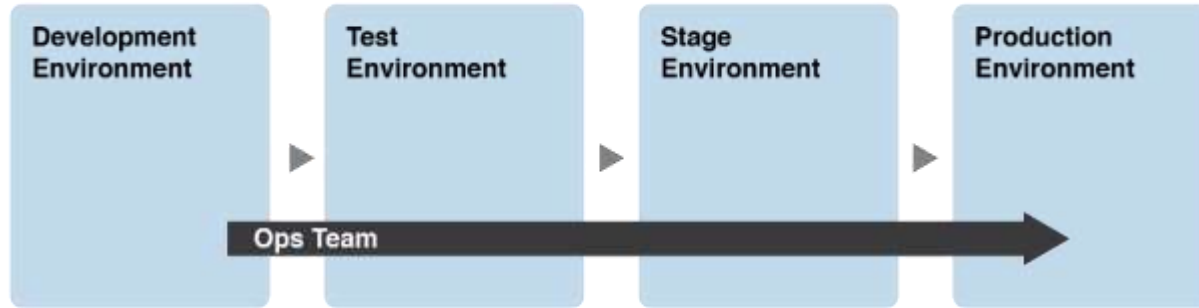 Development
Environment
Test
Environment
Stage
Environment
Production
Environment
Ops Team